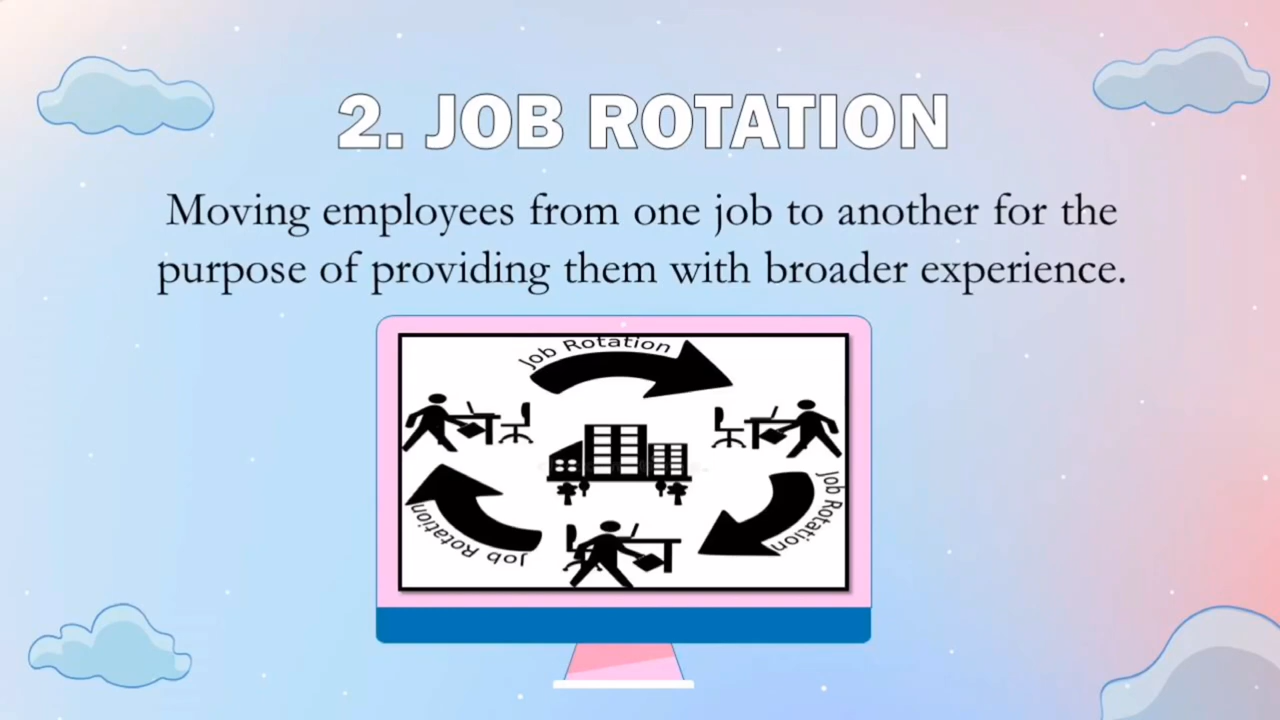 2. JOB ROTATION
Moving employees from one job to another for the
purpose of providing them with broader experience.
Job Rotation
Job Rotation
Job Rotation